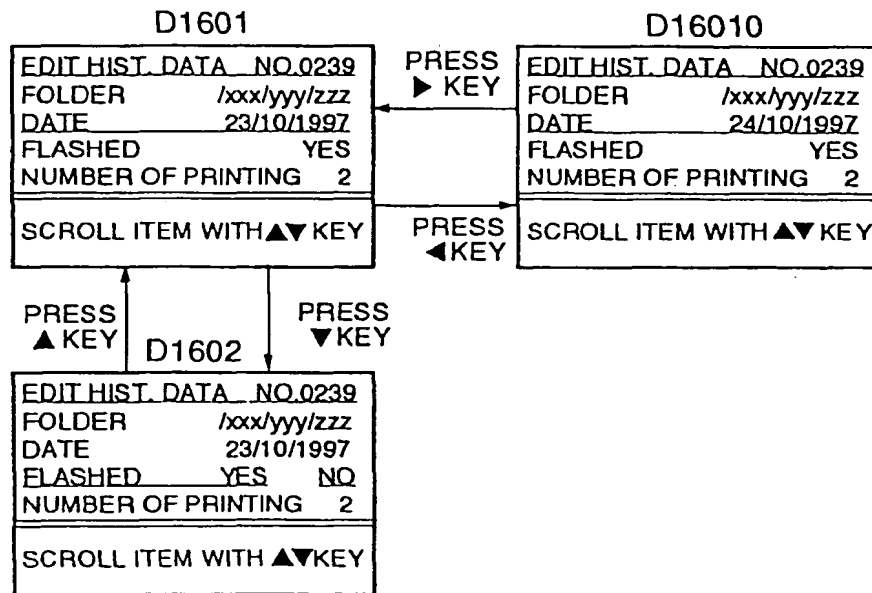 D1601
EDIT HIST. DATA NO.0239
FOLDER /xxx/yyy/zzz
DATE 23/10/1997
FLASHED YES
NUMBER OF PRINTING 2
SCROLL ITEM WITH▲▼ KEY
PRESS
▶ KEY
PRESS
◀KEY
D16010
EDIT HIST. DATA NO.0239
FOLDER /xxx/yyy/zzz
DATE 24/10/1997
FLASHED YES
NUMBER OF PRINTING 2
SCROLL ITEM WITH ▲▼ KEY
PRESS
▲ KEY
PRESS
▼KEY
D1602
EDIT HIST. DATA NO.0239
FOLDER /xxx/yyy/zzz
DATE 23/10/1997
FLASHED YES NO
NUMBER OF PRINTING 2
SCROLL ITEM WITH ▲▼KEY